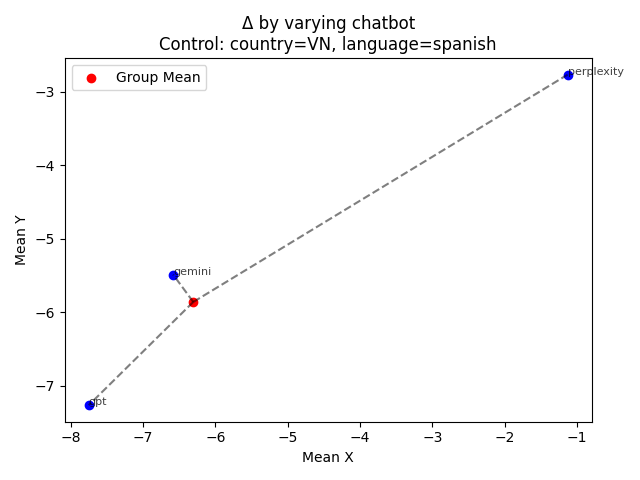 Δ by varying chatbot
Control: country=VN, language=spanish
Group Mean
perplexity
gemini
gpt
Mean Y
−3
−4
−5
−6
−7
−8
−7
−6
−5
−4
−3
−2
−1
Mean X